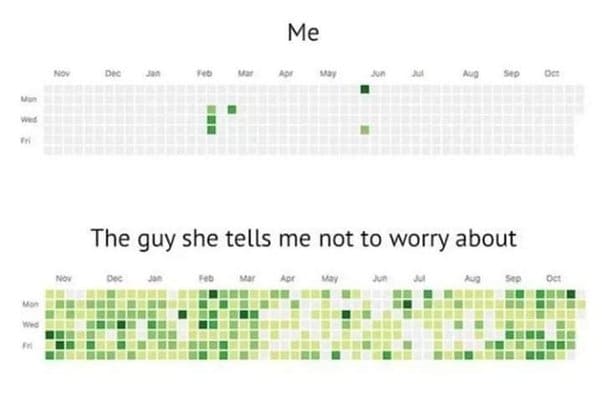 Me
Nov Dec Jan Feb Mar Apr May Jun Jul Aug Sep Oct
Mon
Wed
Fri
The guy she tells me not to worry about
Nov Dec Jan Feb Mar Apr May Jun Jul Aug Sep Oct
Mon
Wed
Fri